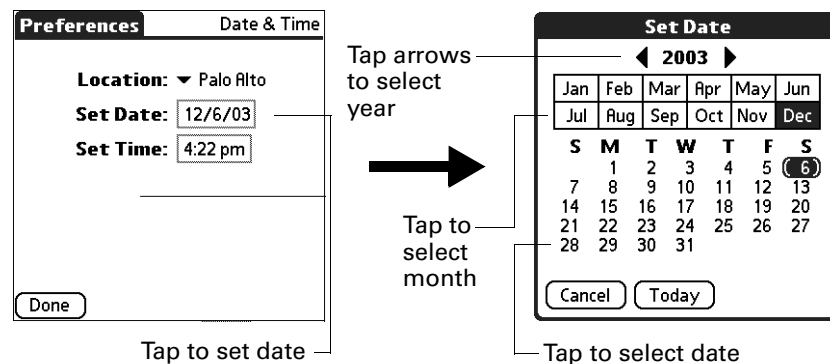 Preferences Date & Time
Location: Palo Alto
Set Date: 12/6/03
Set Time: 4:22 pm
Done
Tap to set date
Tap arrows
to select
year
Tap to
select
month
Set Date
2003
Jan Feb Mar Apr May Jun
Jul Aug Sep Oct Nov Dec
S M T W T F S
1 2 3 4 5 6
7 8 9 10 11 12 13
14 15 16 17 18 19 20
21 22 23 24 25 26 27
28 29 30 31
Cancel Today
Tap to select date